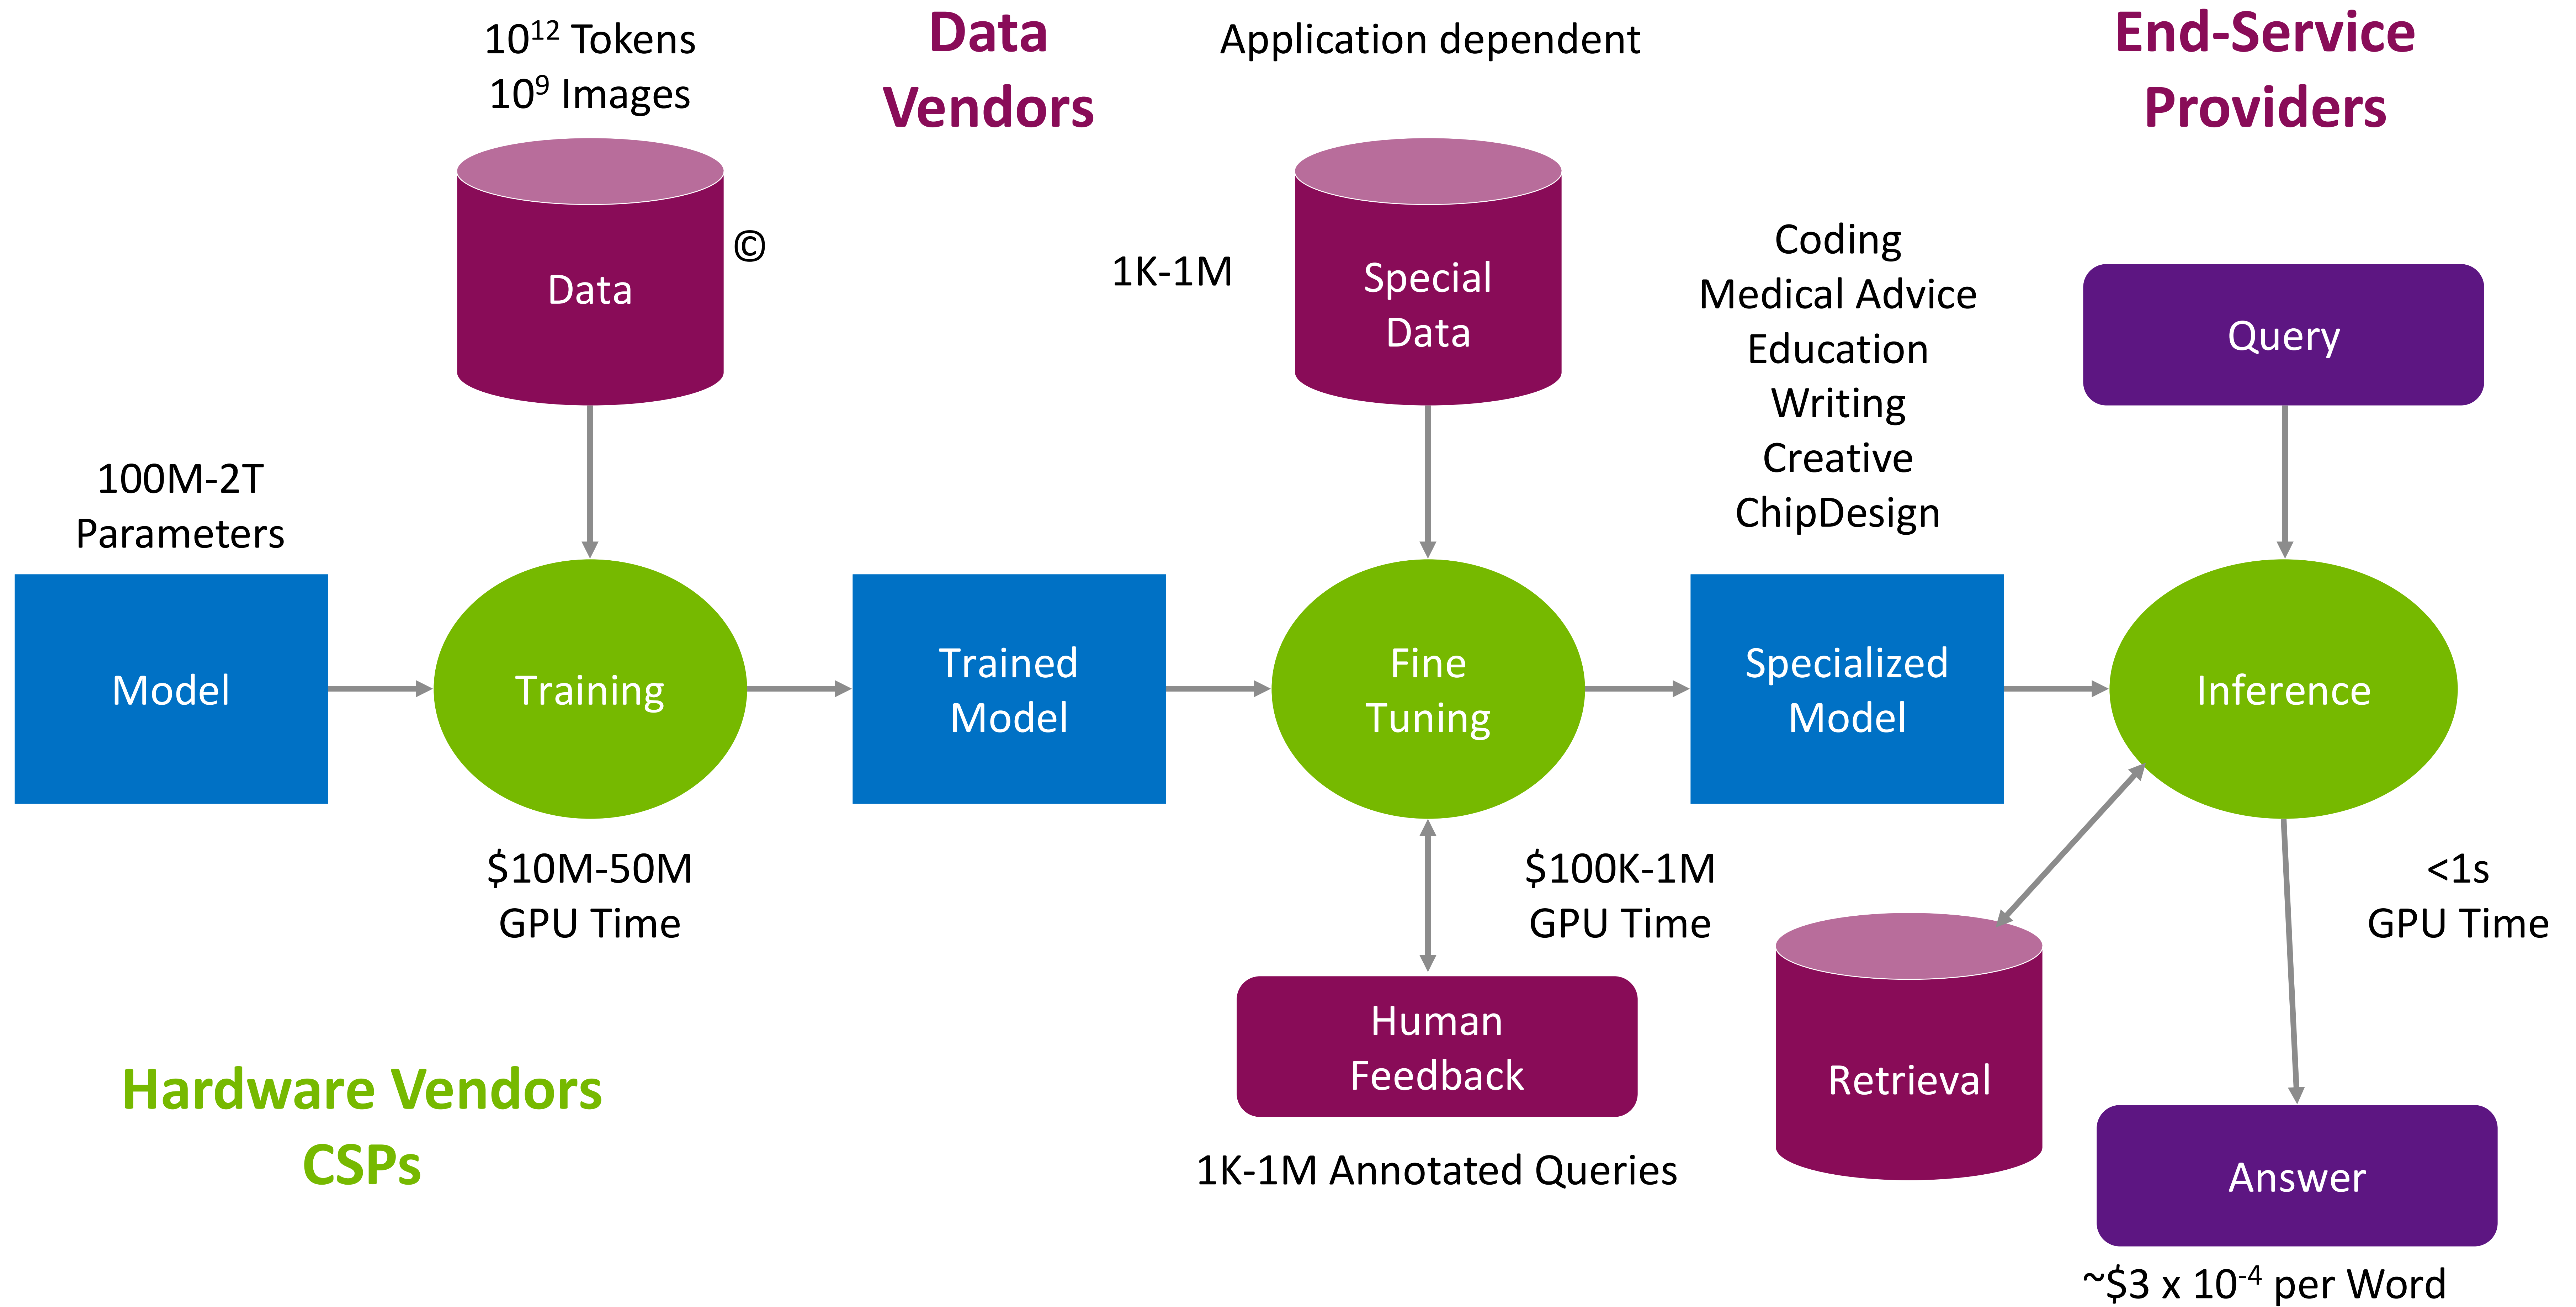 10¹² Tokens
10⁹ Images
Data
Vendors
Application dependent
End-Service
Providers
©
Data
1K-1M
Special
Data
Coding
Medical Advice
Education
Writing
Creative
ChipDesign
Query
100M-2T
Parameters
Model
Training
Trained
Model
Fine
Tuning
Specialized
Model
Inference
$10M-50M
GPU Time
$100K-1M
GPU Time
<1s
GPU Time
Human
Feedback
Retrieval
Hardware Vendors
CSPs
1K-1M Annotated Queries
Answer
~$3 x 10⁻⁴ per Word